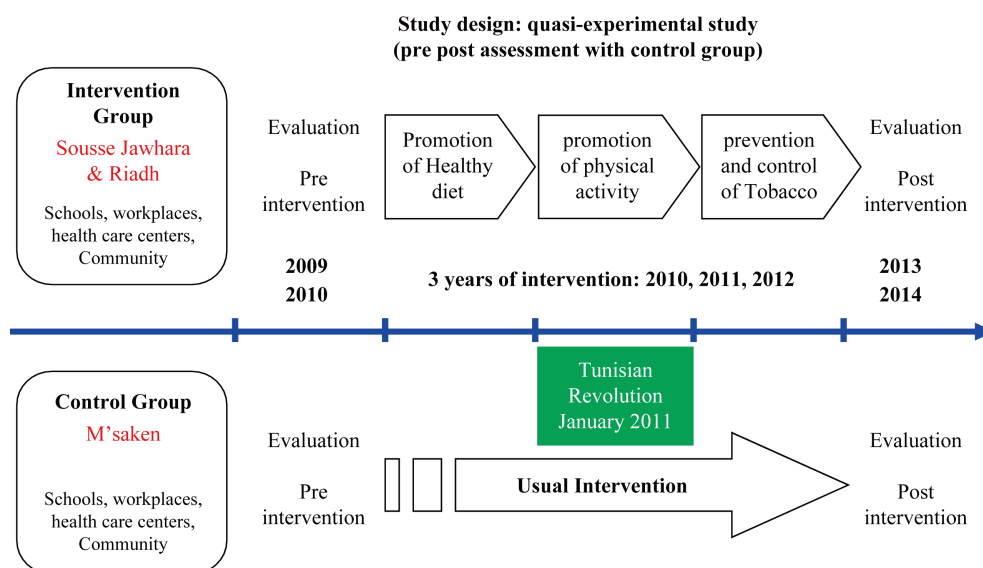 Study design: quasi-experimental study
(pre post assessment with control group)
Intervention
Group
Sousse Jawhara
& Riadh
Schools, workplaces,
health care centers,
Community
Evaluation
Pre
intervention
Promotion
of Healthy
diet
promotion
of physical
activity
prevention
and control
of Tobacco
Evaluation
Post
intervention
2009
2010
3 years of intervention: 2010, 2011, 2012
2013
2014
Tunisian
Revolution
January 2011
Control Group
M’saken
Schools, workplaces,
health care centers,
Community
Evaluation
Pre
intervention
Usual Intervention
Evaluation
Post
intervention